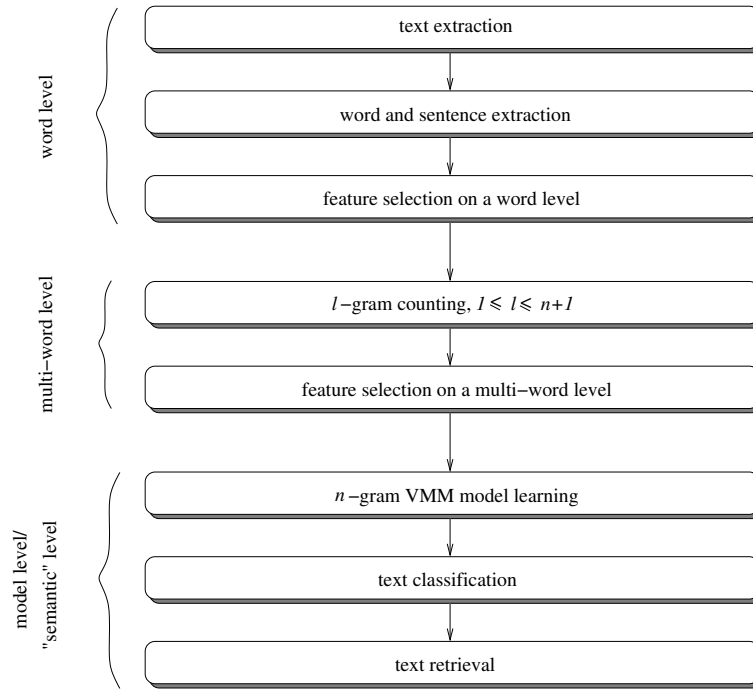 word level
text extraction
word and sentence extraction
feature selection on a word level
multi−word level
l−gram counting, 1 ⩽ l ⩽ n+1
feature selection on a multi−word level
model level/
"semantic" level
n−gram VMM model learning
text classification
text retrieval